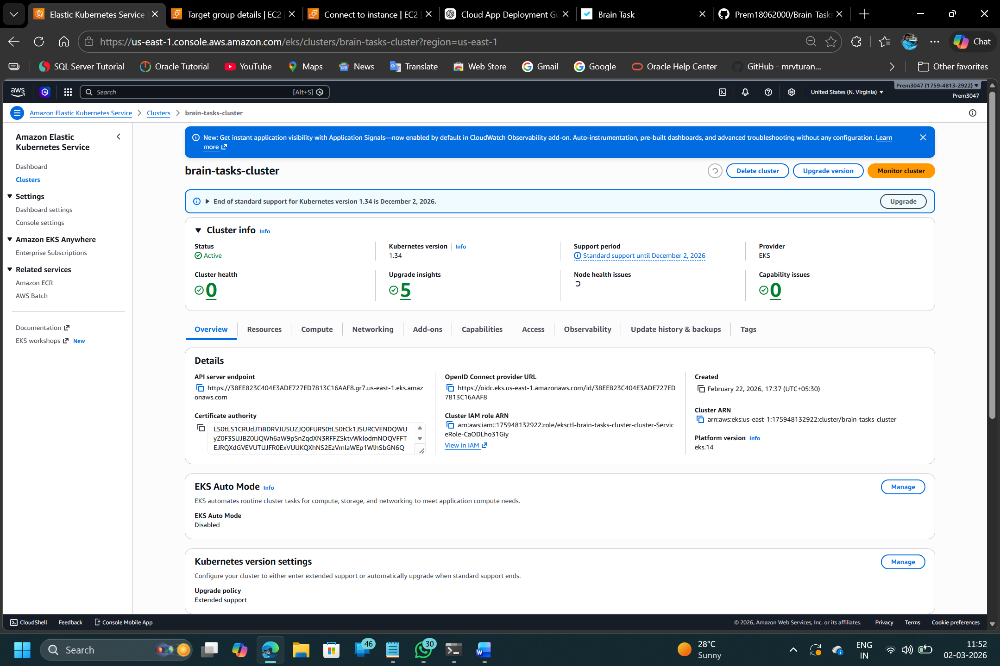 Elastic Kubernetes Service
Target group details | EC2
Connect to instance | EC2
Cloud App Deployment Gu
Brain Task
Prem18062000/Brain-Tasks
https://us-east-1.console.aws.amazon.com/eks/clusters/brain-tasks-cluster?region=us-east-1
Chat
SQL Server Tutorial
Oracle Tutorial
YouTube
Maps
News
Translate
Web Store
Gmail
Google
Oracle Help Center
GitHub - mrvturan...
Other favorites
aws
Search
[Alt+S]
United States (N. Virginia)
Prem3047 (1759-4813-2922)
Prem3047
Amazon Elastic Kubernetes Service
Clusters
brain-tasks-cluster
Amazon Elastic
Kubernetes Service
Dashboard
Clusters
Settings
Dashboard settings
Console settings
Amazon EKS Anywhere
Enterprise Subscriptions
Related services
Amazon ECR
AWS Batch
Documentation
EKS workshops New
New: Get instant application visibility with Application Signals—now enabled by default in CloudWatch Observability add-on. Auto-instrumentation, pre-built dashboards, and advanced troubleshooting without any configuration. Learn
more
brain-tasks-cluster
Delete cluster
Upgrade version
Monitor cluster
End of standard support for Kubernetes version 1.34 is December 2, 2026.
Upgrade
Cluster info Info
Status
Active
Kubernetes version Info
1.34
Support period
Standard support until December 2, 2026
Provider
EKS
Cluster health
0
Upgrade insights
5
Node health issues
Capability issues
0
Overview
Resources
Compute
Networking
Add-ons
Capabilities
Access
Observability
Update history & backups
Tags
Details
API server endpoint
https://38EE823C404E3ADE727ED7813C16AAF8.gr7.us-east-1.eks.amaz
onaws.com
Certificate authority
LS0tLS1CRUdJTiBDRVJUSUZJQ0FURS0tLS0tCk1JSURCVENDQWU
yZ0F3SUJBZ0lJQWh6aW9pSnZqdXN3RFFZSktvWklodmNOQVFFT
EJRQXdGVEVUTUJFR0ExVUUKQXhNS2EzVmlaWEp1WlhSbGN6Q
OpenID Connect provider URL
https://oidc.eks.us-east-1.amazonaws.com/id/38EE823C404E3ADE727ED
7813C16AAF8
Cluster IAM role ARN
arn:aws:iam::175948132922:role/eksctl-brain-tasks-cluster-cluster-Servic
eRole-CaODLho31Giy
View in IAM
Created
February 22, 2026, 17:37 (UTC+05:30)
Cluster ARN
arn:aws:eks:us-east-1:175948132922:cluster/brain-tasks-cluster
Platform version Info
eks.14
EKS Auto Mode Info
Manage
EKS automates routine cluster tasks for compute, storage, and networking to meet application compute needs.
EKS Auto Mode
Disabled
Kubernetes version settings
Manage
Configure your cluster to either enter extended support or automatically upgrade when standard support ends.
Upgrade policy
Extended support
CloudShell
Feedback
Console Mobile App
© 2026, Amazon Web Services, Inc. or its affiliates.
Privacy
Terms
Cookie preferences
Search
46
30
28°C
Sunny
ENG
IN
11:52
02-03-2026